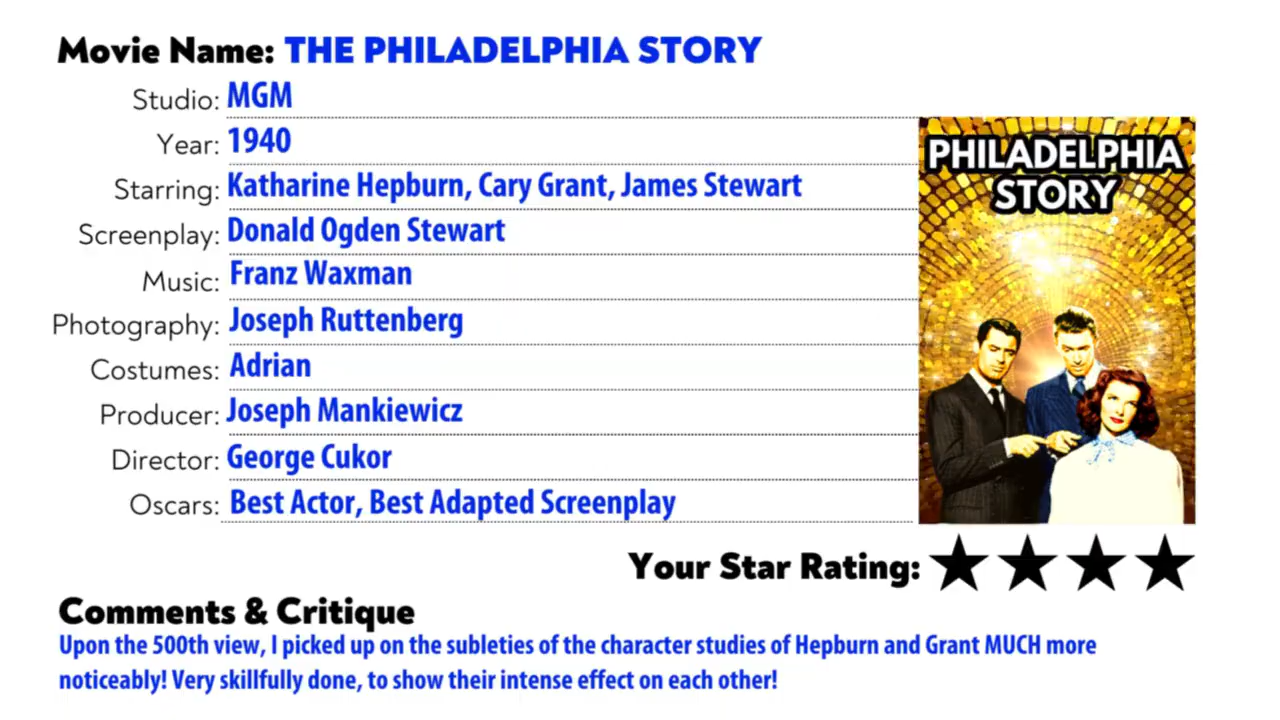 Movie Name: THE PHILADELPHIA STORY
Studio: MGM
Year: 1940
Starring: Katharine Hepburn, Cary Grant, James Stewart
Screenplay: Donald Ogden Stewart
Music: Franz Waxman
Photography: Joseph Ruttenberg
Costumes: Adrian
Producer: Joseph Mankiewicz
Director: George Cukor
Oscars: Best Actor, Best Adapted Screenplay
PHILADELPHIA
STORY
Your Star Rating:
Comments & Critique
Upon the 500th view, I picked up on the subleties of the character studies of Hepburn and Grant MUCH more
noticeably! Very skillfully done, to show their intense effect on each other!